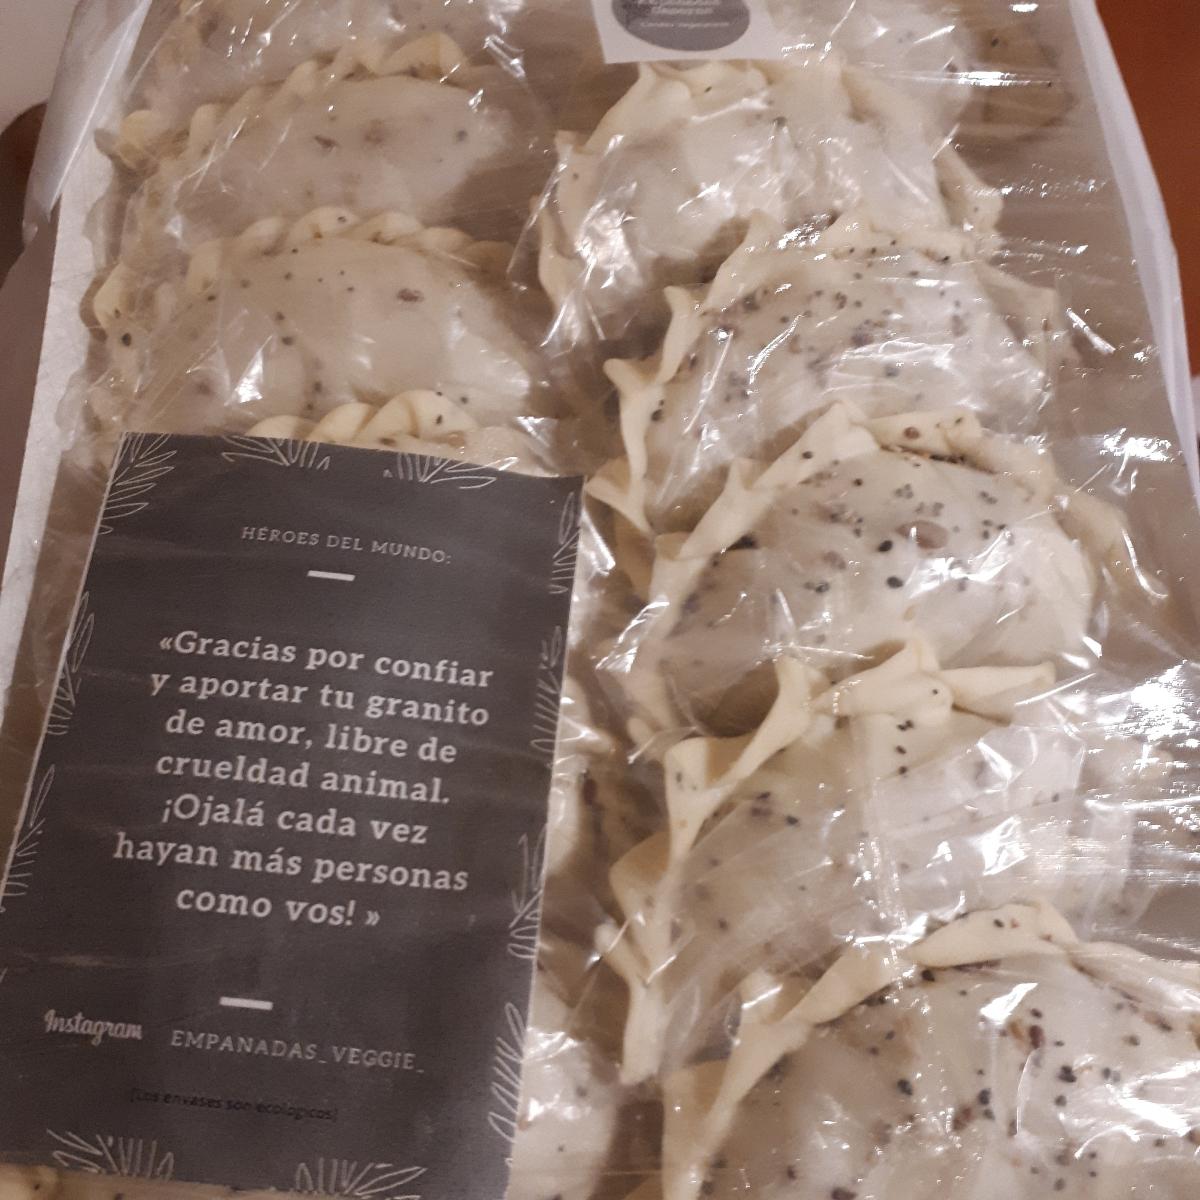 HÉROES DEL MUNDO:
«Gracias por confiar
y aportar tu granito
de amor, libre de
crueldad animal.
¡Ojalá cada vez
hayan más personas
como vos! »
Instagram EMPANADAS_VEGGIE_
(Los envases son ecologicos)